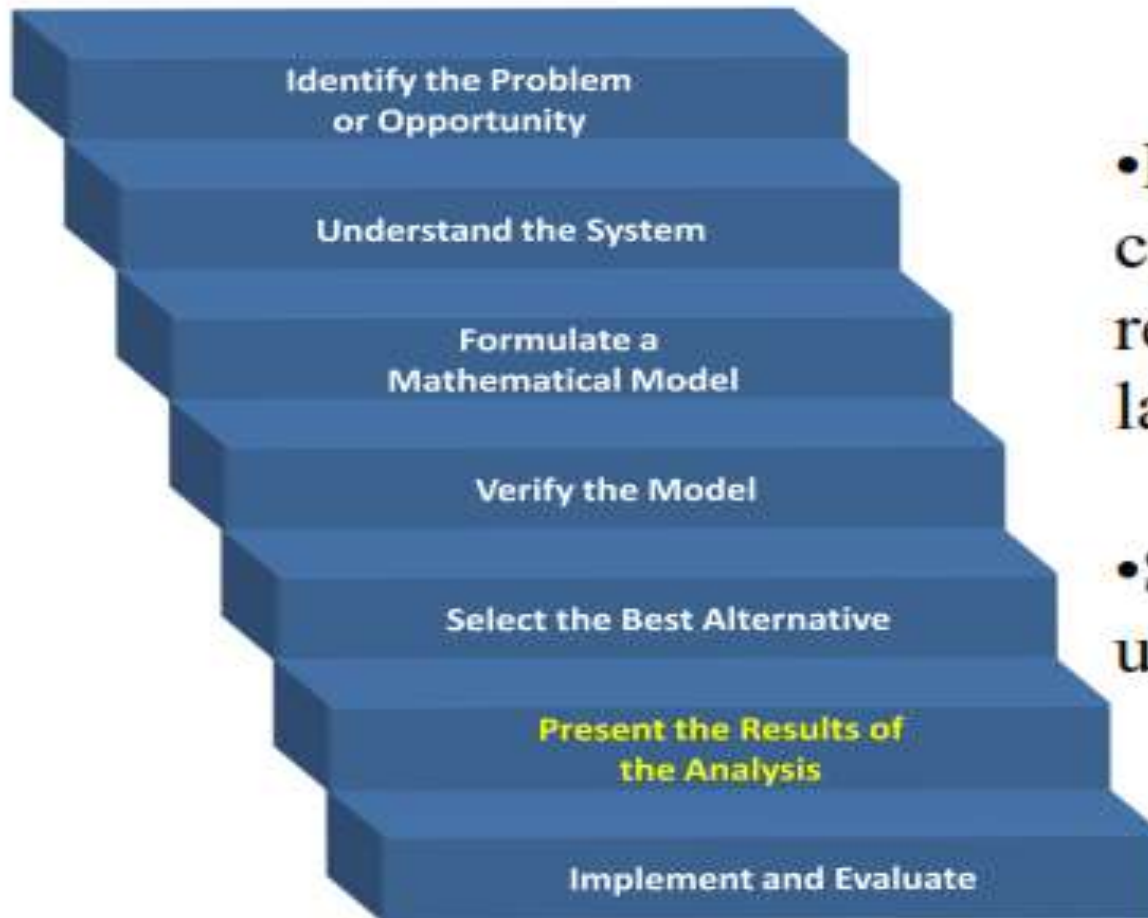 Identify the Problem
or Opportunity
Understand the System
Formulate a
Mathematical Model
Verify the Model
Select the Best Alternative
Present the Results of
the Analysis
Implement and Evaluate